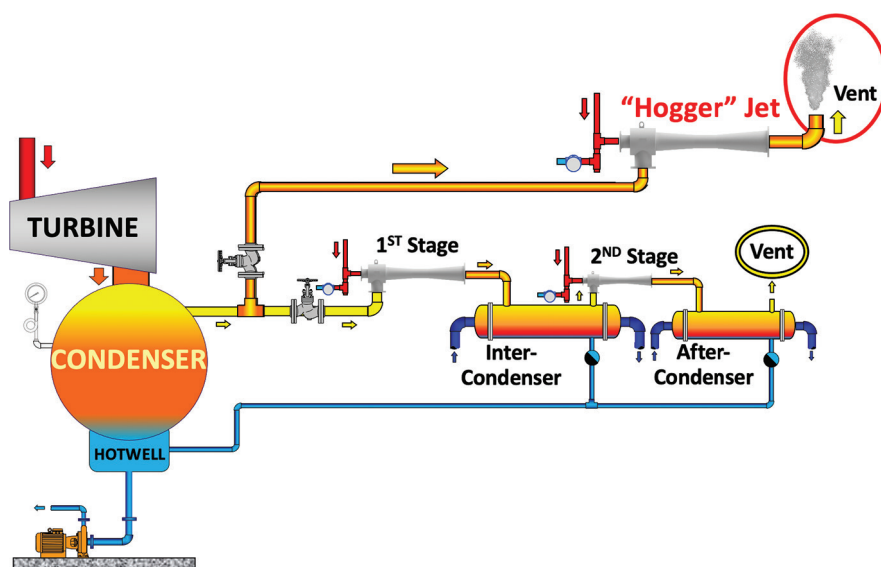 "Hogger" Jet
Vent
TURBINE
1ST Stage
2ND Stage
Vent
CONDENSER
Inter-
Condenser
After-
Condenser
HOTWELL